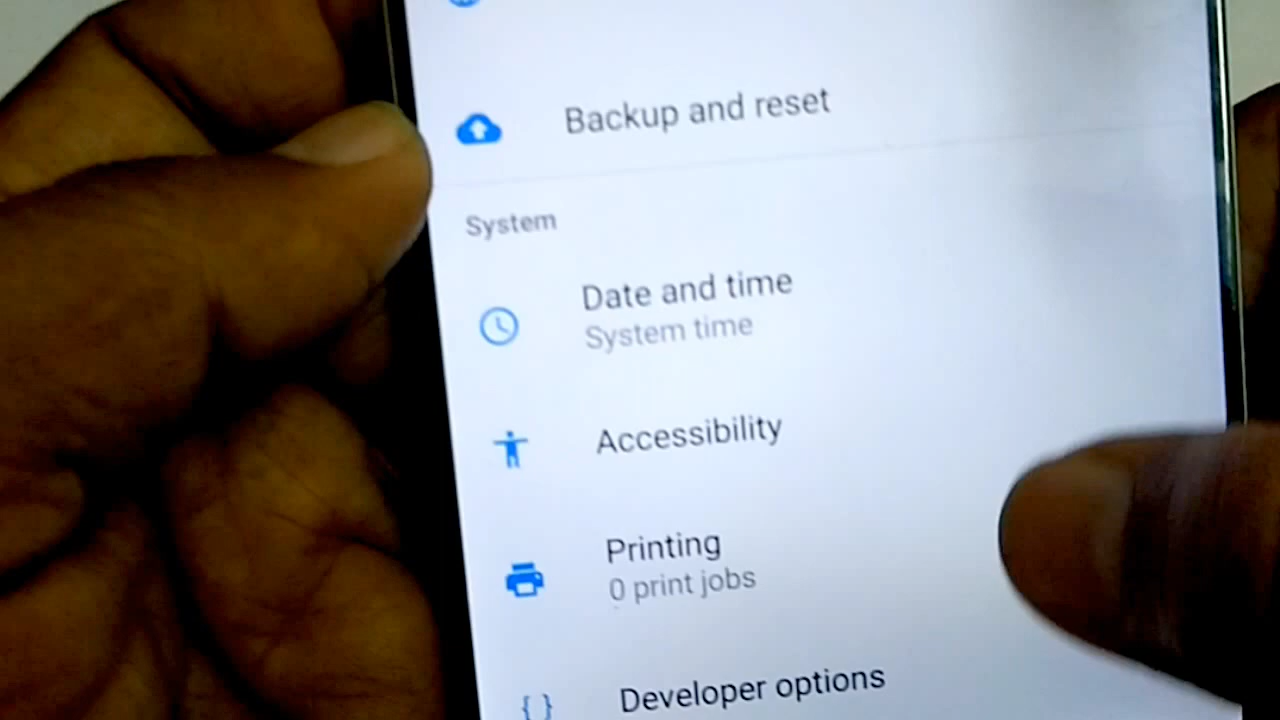 Backup and reset
System
Date and time
System time
Accessibility
Printing
0 print jobs
Developer options